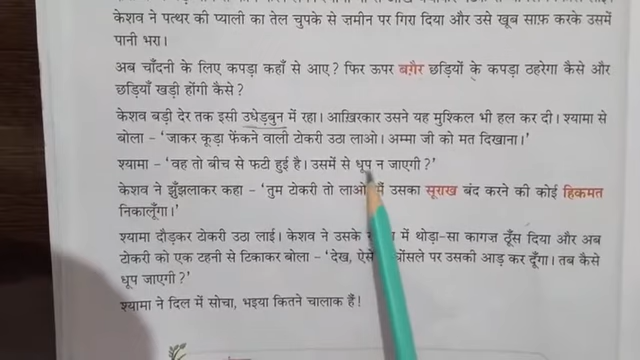 केशव ने पत्थर की प्याली का तेल चुपके से ज़मीन पर गिरा दिया और उसे खूब साफ़ करके उसमें
पानी भरा।
अब चाँदनी के लिए कपड़ा कहाँ से आए? फिर ऊपर बग़ैर छड़ियों के कपड़ा ठहरेगा कैसे और
छड़ियाँ खड़ी होंगी कैसे?
केशव बड़ी देर तक इसी उधेड़बुन में रहा। आख़िरकार उसने यह मुश्किल भी हल कर दी। श्यामा से
बोला – 'जाकर कूड़ा फेंकने वाली टोकरी उठा लाओ। अम्मा जी को मत दिखाना।'
श्यामा – 'वह तो बीच से फटी हुई है। उसमें से धूप न जाएगी?'
केशव ने झुँझलाकर कहा – 'तुम टोकरी तो लाओ उसका सूराख बंद करने की कोई हिकमत
निकालूँगा।'
श्यामा दौड़कर टोकरी उठा लाई। केशव ने उसके में थोड़ा-सा कागज़ ठूँस दिया और अब
टोकरी को एक टहनी से टिकाकर बोला – 'देख, ऐसे पर उसकी आड़ कर दूँगा। तब कैसे
धूप जाएगी?'
श्यामा ने दिल में सोचा, भइया कितने चालाक हैं!